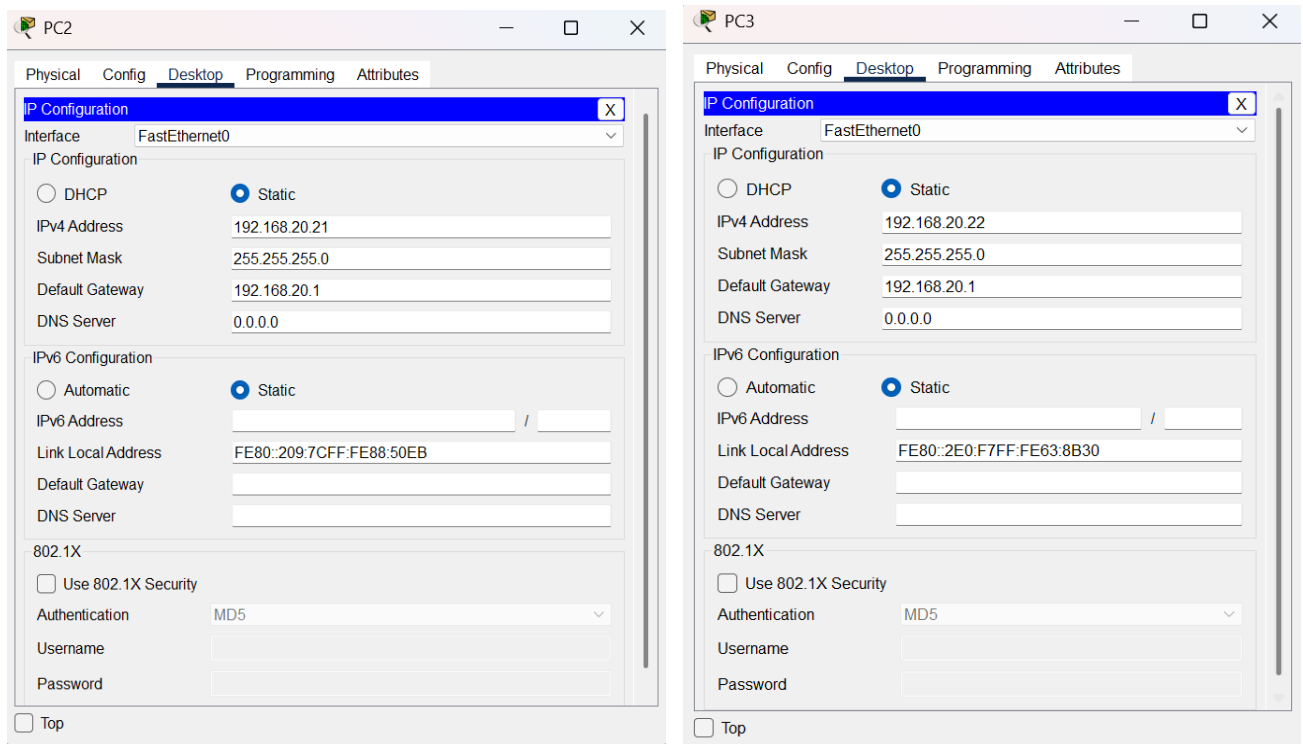 PC2
Physical Config Desktop Programming Attributes
IP Configuration X
Interface FastEthernet0
IP Configuration
DHCP Static
IPv4 Address 192.168.20.21
Subnet Mask 255.255.255.0
Default Gateway 192.168.20.1
DNS Server 0.0.0.0
IPv6 Configuration
Automatic Static
IPv6 Address /
Link Local Address FE80::209:7CFF:FE88:50EB
Default Gateway
DNS Server
802.1X
Use 802.1X Security
Authentication MD5
Username
Password
Top
PC3
Physical Config Desktop Programming Attributes
IP Configuration X
Interface FastEthernet0
IP Configuration
DHCP Static
IPv4 Address 192.168.20.22
Subnet Mask 255.255.255.0
Default Gateway 192.168.20.1
DNS Server 0.0.0.0
IPv6 Configuration
Automatic Static
IPv6 Address /
Link Local Address FE80::2E0:F7FF:FE63:8B30
Default Gateway
DNS Server
802.1X
Use 802.1X Security
Authentication MD5
Username
Password
Top